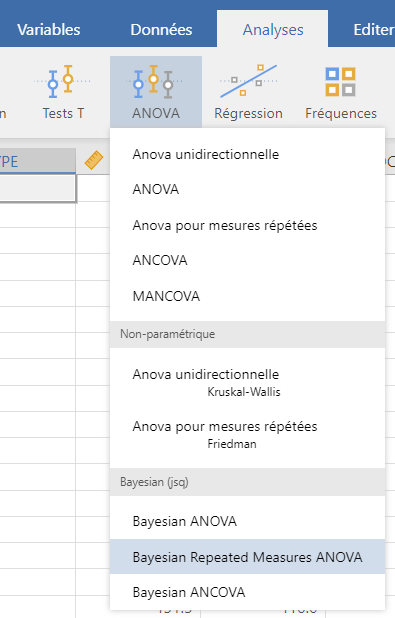 Variables Données Analyses Editer
n Tests T ANOVA Régression Fréquences
YPE
Anova unidirectionnelle
ANOVA
Anova pour mesures répétées
ANCOVA
MANCOVA
Non-paramétrique
Anova unidirectionnelle
Kruskal-Wallis
Anova pour mesures répétées
Friedman
Bayesian (jsq)
Bayesian ANOVA
Bayesian Repeated Measures ANOVA
Bayesian ANCOVA